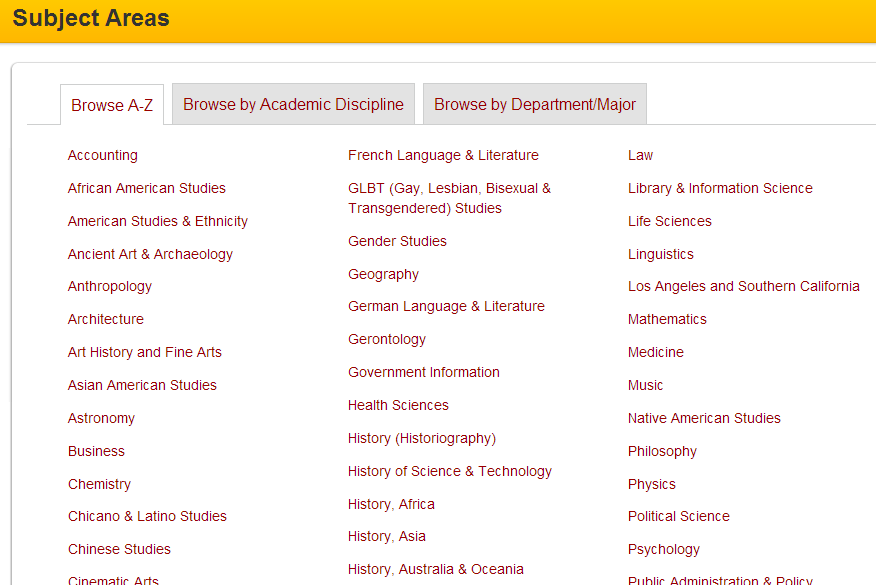 Subject Areas
Browse A-Z
Browse by Academic Discipline
Browse by Department/Major
Accounting
African American Studies
American Studies & Ethnicity
Ancient Art & Archaeology
Anthropology
Architecture
Art History and Fine Arts
Asian American Studies
Astronomy
Business
Chemistry
Chicano & Latino Studies
Chinese Studies
Cinematic Arts
French Language & Literature
GLBT (Gay, Lesbian, Bisexual &
Transgendered) Studies
Gender Studies
Geography
German Language & Literature
Gerontology
Government Information
Health Sciences
History (Historiography)
History of Science & Technology
History, Africa
History, Asia
History, Australia & Oceania
Law
Library & Information Science
Life Sciences
Linguistics
Los Angeles and Southern California
Mathematics
Medicine
Music
Native American Studies
Philosophy
Physics
Political Science
Psychology
Public Administration & Policy